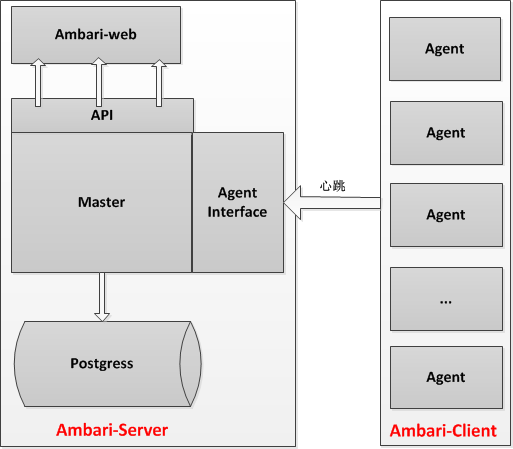 Ambari-web
API
Master
Agent
Interface
Postgress
Ambari-Server
心跳
Agent
Agent
Agent
...
Agent
Ambari-Client